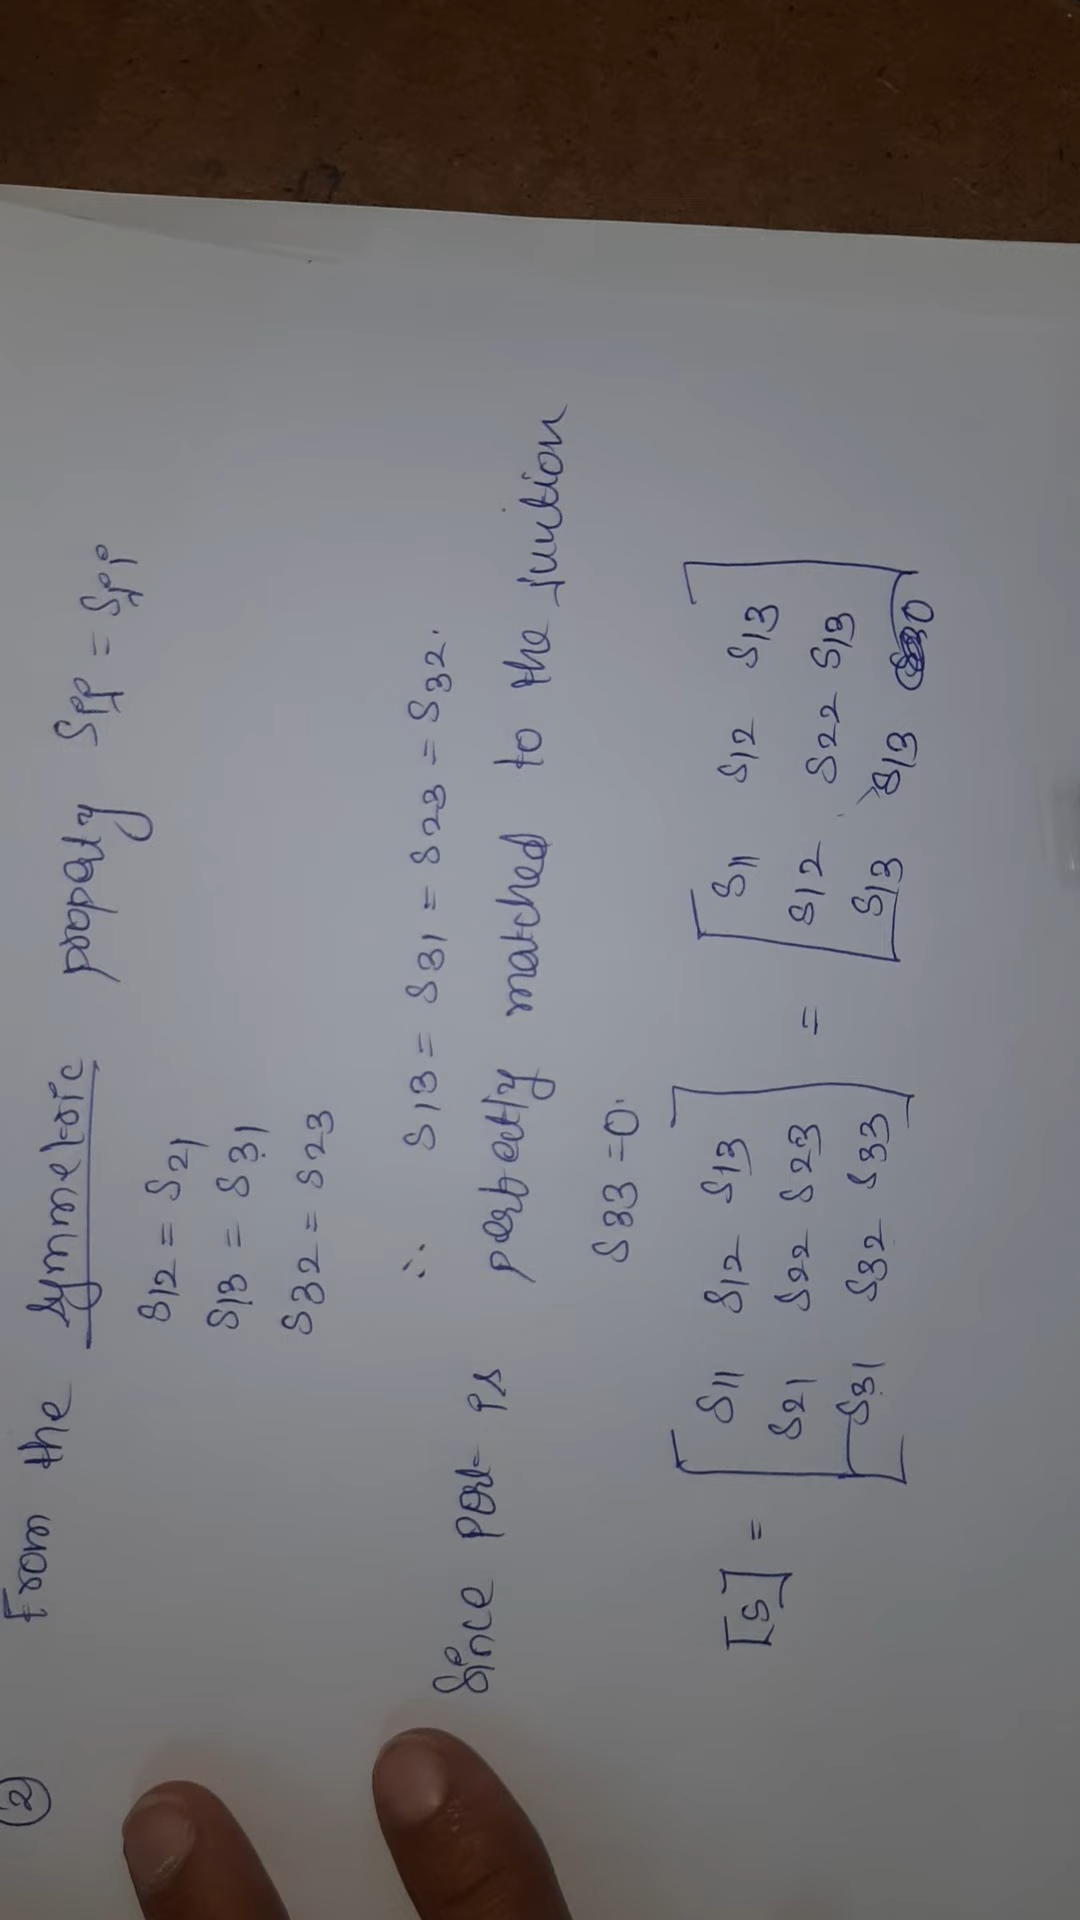 ② From the Symmetric propety Sij = Sji
S12 = S21
S13 = S31
S32 = S23
∴ S13 = S31 = S23 = S32.
Since port is perfectly matched to the juntion
S33 = 0.
[S] = [S11 S12 S13 = [S11 S12 S13
S21 S22 S23 S12 S22 S13
S31 S32 S33] S13 S13 0]